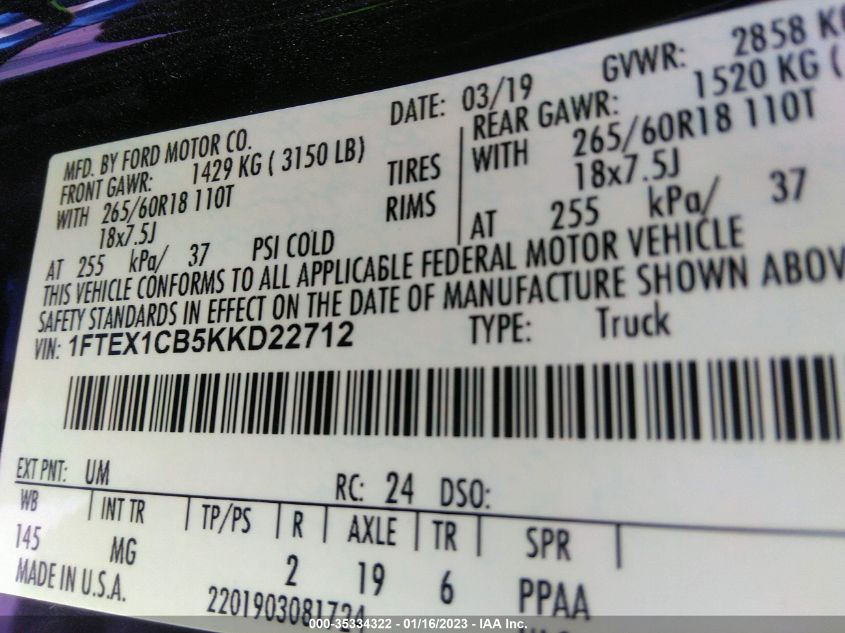 MFD. BY FORD MOTOR CO.
DATE: 03/19
GVWR: 2858 KG
FRONT GAWR: 1429 KG ( 3150 LB)
REAR GAWR: 1520 KG (
WITH 265/60R18 110T
TIRES
WITH 265/60R18 110T
18x7.5J
RIMS
18x7.5J
AT 255 kPa/ 37 PSI COLD
AT 255 kPa/ 37
THIS VEHICLE CONFORMS TO ALL APPLICABLE FEDERAL MOTOR VEHICLE
SAFETY STANDARDS IN EFFECT ON THE DATE OF MANUFACTURE SHOWN ABOV
VIN: 1FTEX1CB5KKD22712
TYPE: Truck
EXT PNT: UM
RC: 24 DSO:
WB | INT TR | TP/PS | R | AXLE | TR | SPR |
145 MG 2 19 6 PPAA
MADE IN U.S.A.
2201903081724
000-35334322 - 01/16/2023 - IAA Inc.